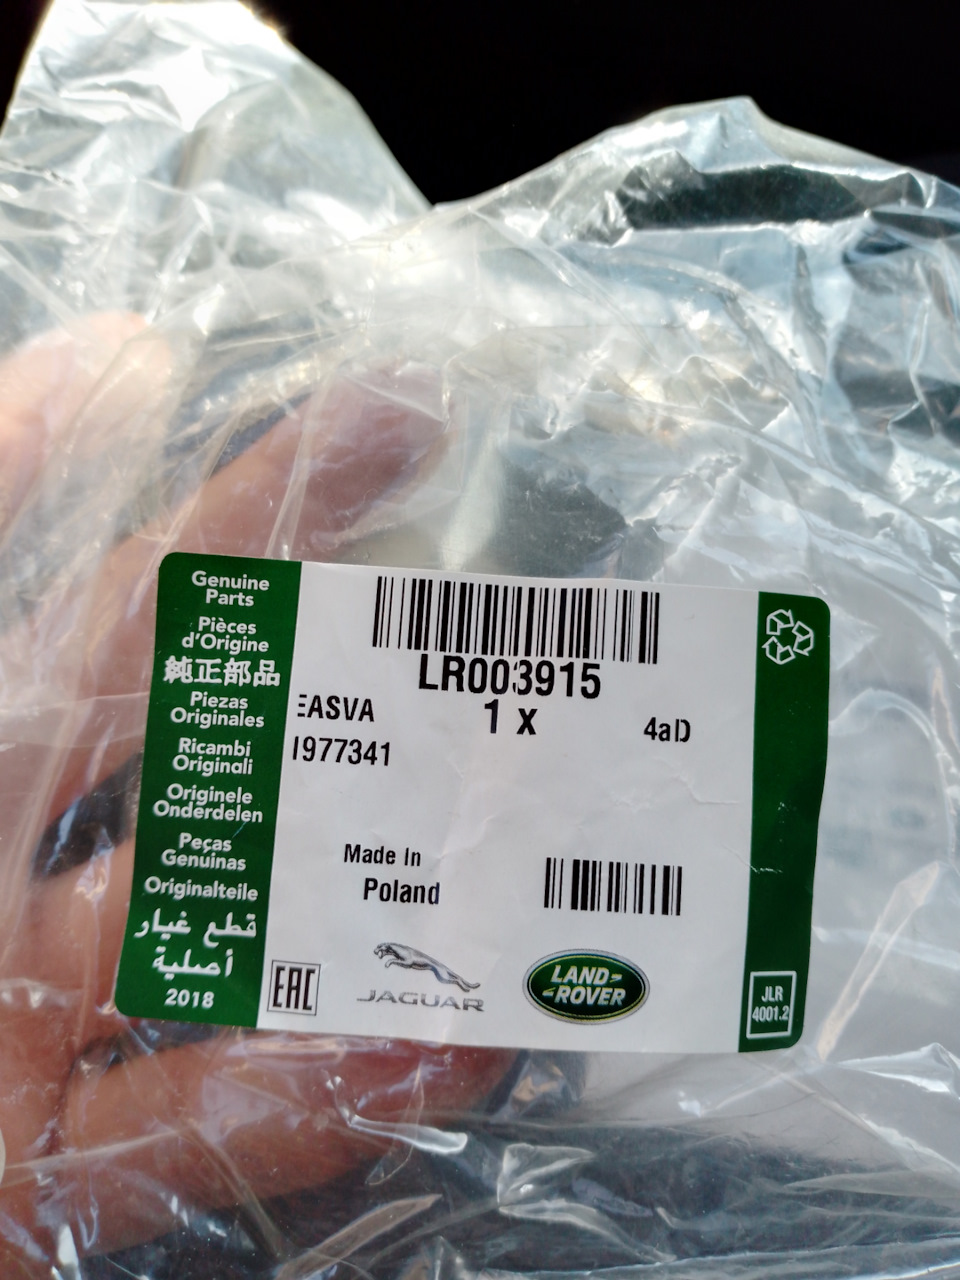 Genuine
Parts
Pièces
d'Origine
純正部品
Piezas
Originales
Ricambi
Originali
Originele
Onderdelen
Peças
Genuinas
Originalteile
قطع غيار
أصلية
2018
LR003915
EASVA
1 x
4aD
1977341
Made In
Poland
EAC
JAGUAR
LAND-
-ROVER
JLR
4001.2